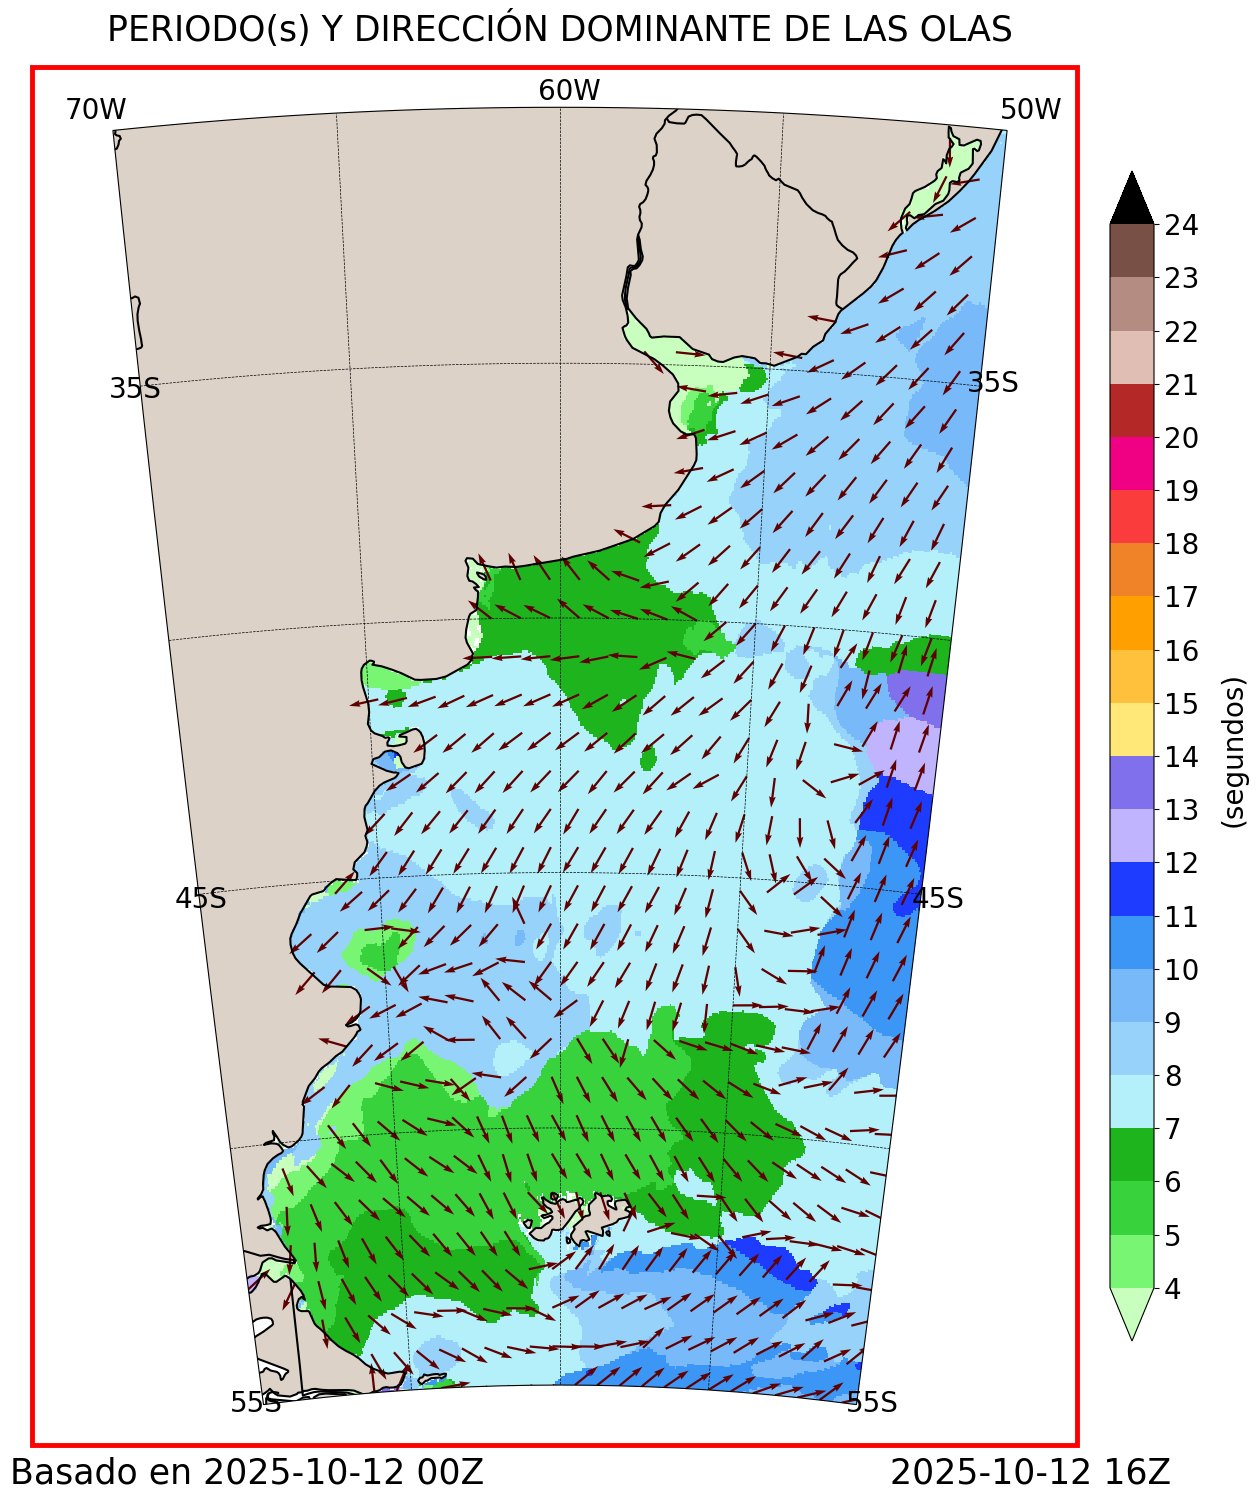 PERIODO(s) Y DIRECCIÓN DOMINANTE DE LAS OLAS
70W
60W
50W
35S
35S
45S
45S
55S
55S
24
23
22
21
20
19
18
17
16
15
14
13
12
11
10
9
8
7
6
5
4
(segundos)
Basado en 2025-10-12 00Z
2025-10-12 16Z